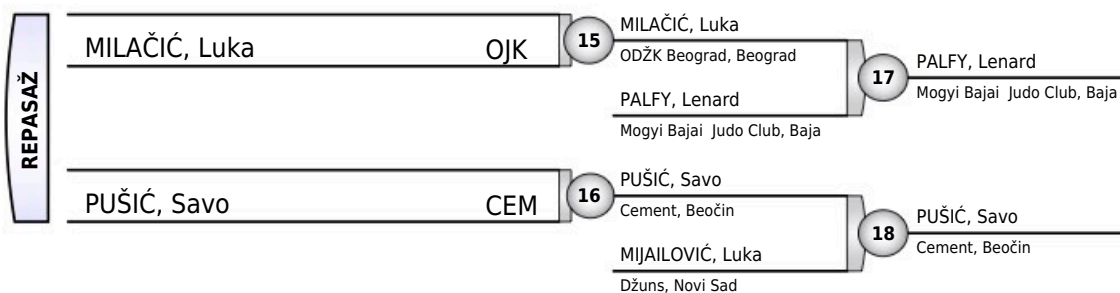 REPASAŽ
MILAČIĆ, Luka OJK
15
MILAČIĆ, Luka
ODŽK Beograd, Beograd
PALFY, Lenard
Mogyi Bajai Judo Club, Baja
17
PALFY, Lenard
Mogyi Bajai Judo Club, Baja
PUŠIĆ, Savo CEM
16
PUŠIĆ, Savo
Cement, Beočin
MIJAILOVIĆ, Luka
Džuns, Novi Sad
18
PUŠIĆ, Savo
Cement, Beočin